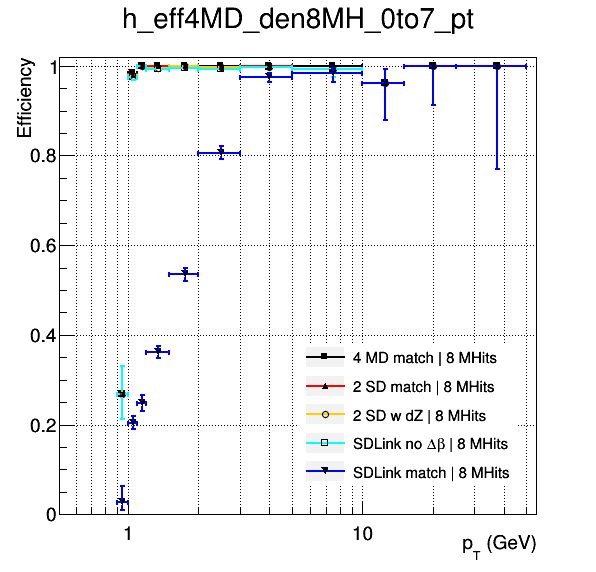 h_eff4MD_den8MH_0to7_pt
Efficiency
1
0.8
0.6
0.4
0.2
0
4 MD match | 8 MHits
2 SD match | 8 MHits
2 SD w dZ | 8 MHits
SDLink no Δβ | 8 MHits
SDLink match | 8 MHits
1
10
p_T (GeV)